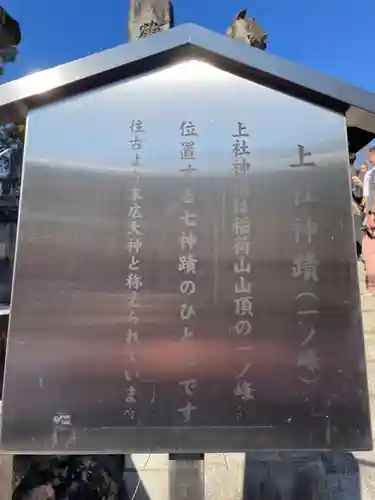 上社神蹟（一ノ峰）
上社神蹟は稲荷山山頂の一ノ峰に
位置する七神蹟のひとつです
往古より末広大神と称えられています